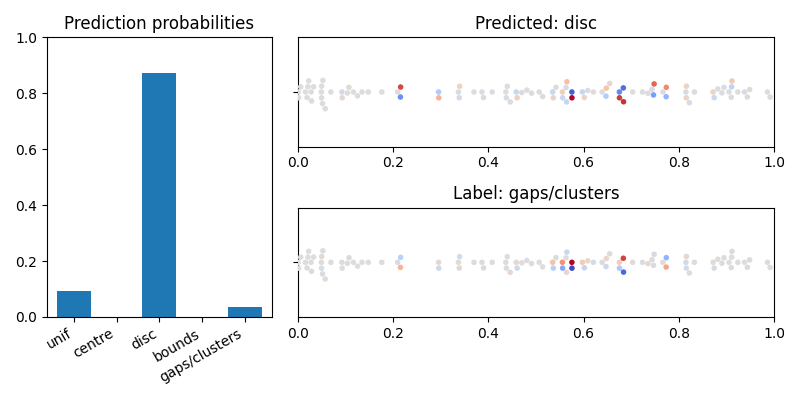 Prediction probabilities
1.0
0.8
0.6
0.4
0.2
0.0
unif
centre
disc
bounds
gaps/clusters
Predicted: disc
0.0 0.2 0.4 0.6 0.8 1.0
Label: gaps/clusters
0.0 0.2 0.4 0.6 0.8 1.0